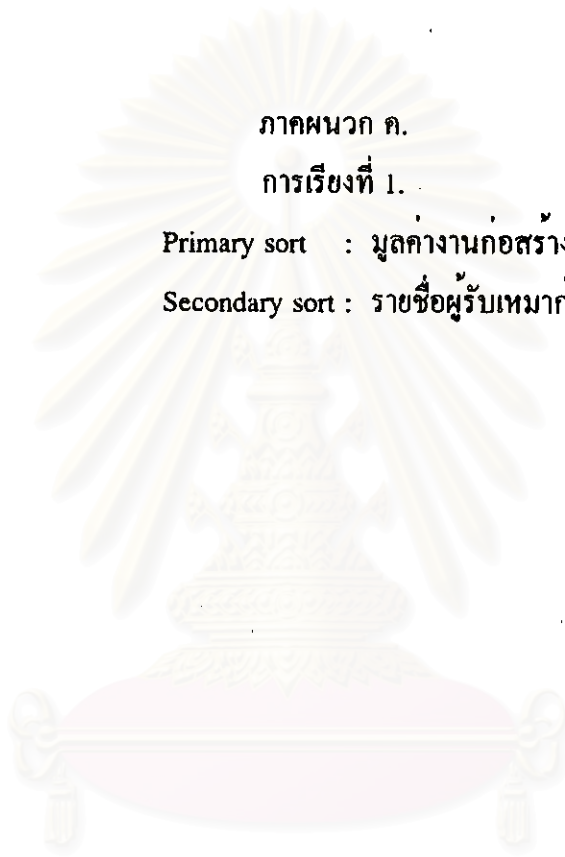 ภาคผนวก ค.
การเรียงที่ 1.
Primary sort : มูลค่างานก่อสร้าง
Secondary sort : รายชื่อผู้รับเหมาก